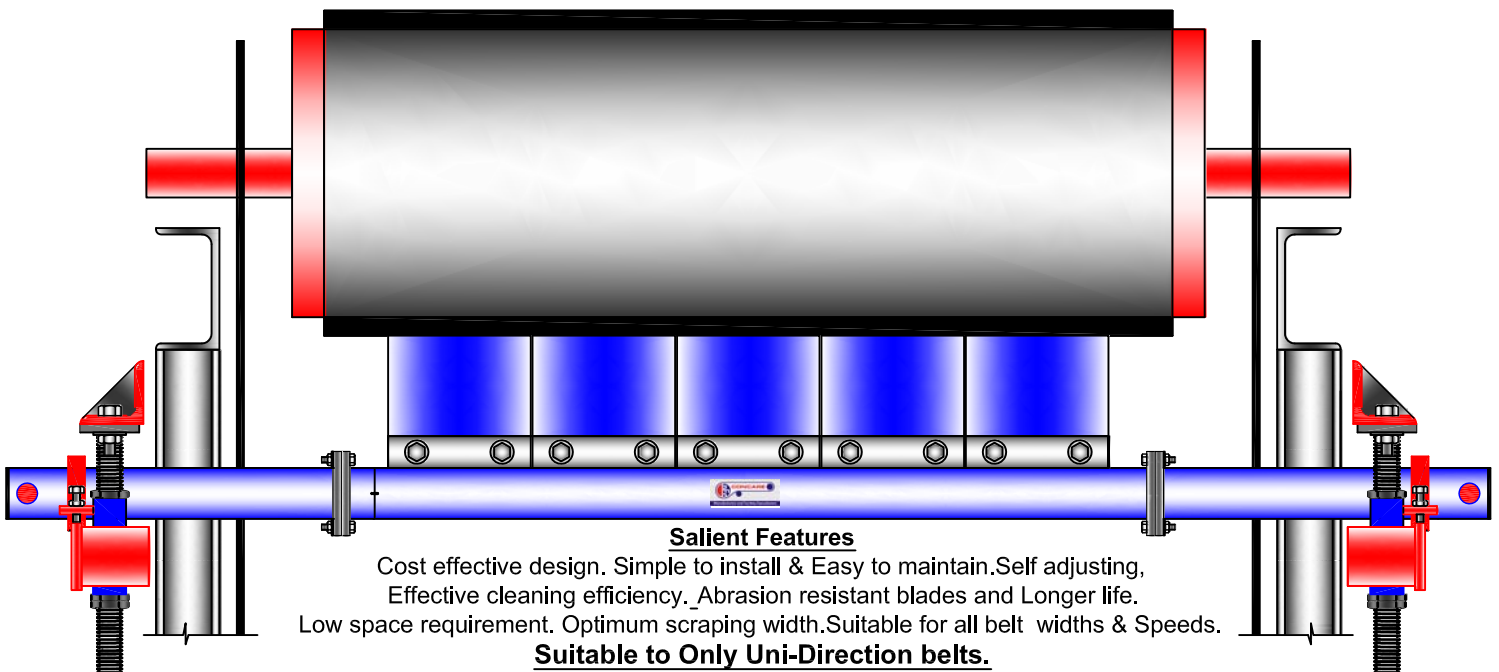 CONCARE
Salient Features
Cost effective design. Simple to install & Easy to maintain.Self adjusting,
Effective cleaning efficiency. Abrasion resistant blades and Longer life.
Low space requirement. Optimum scraping width.Suitable for all belt widths & Speeds.
Suitable to Only Uni-Direction belts.